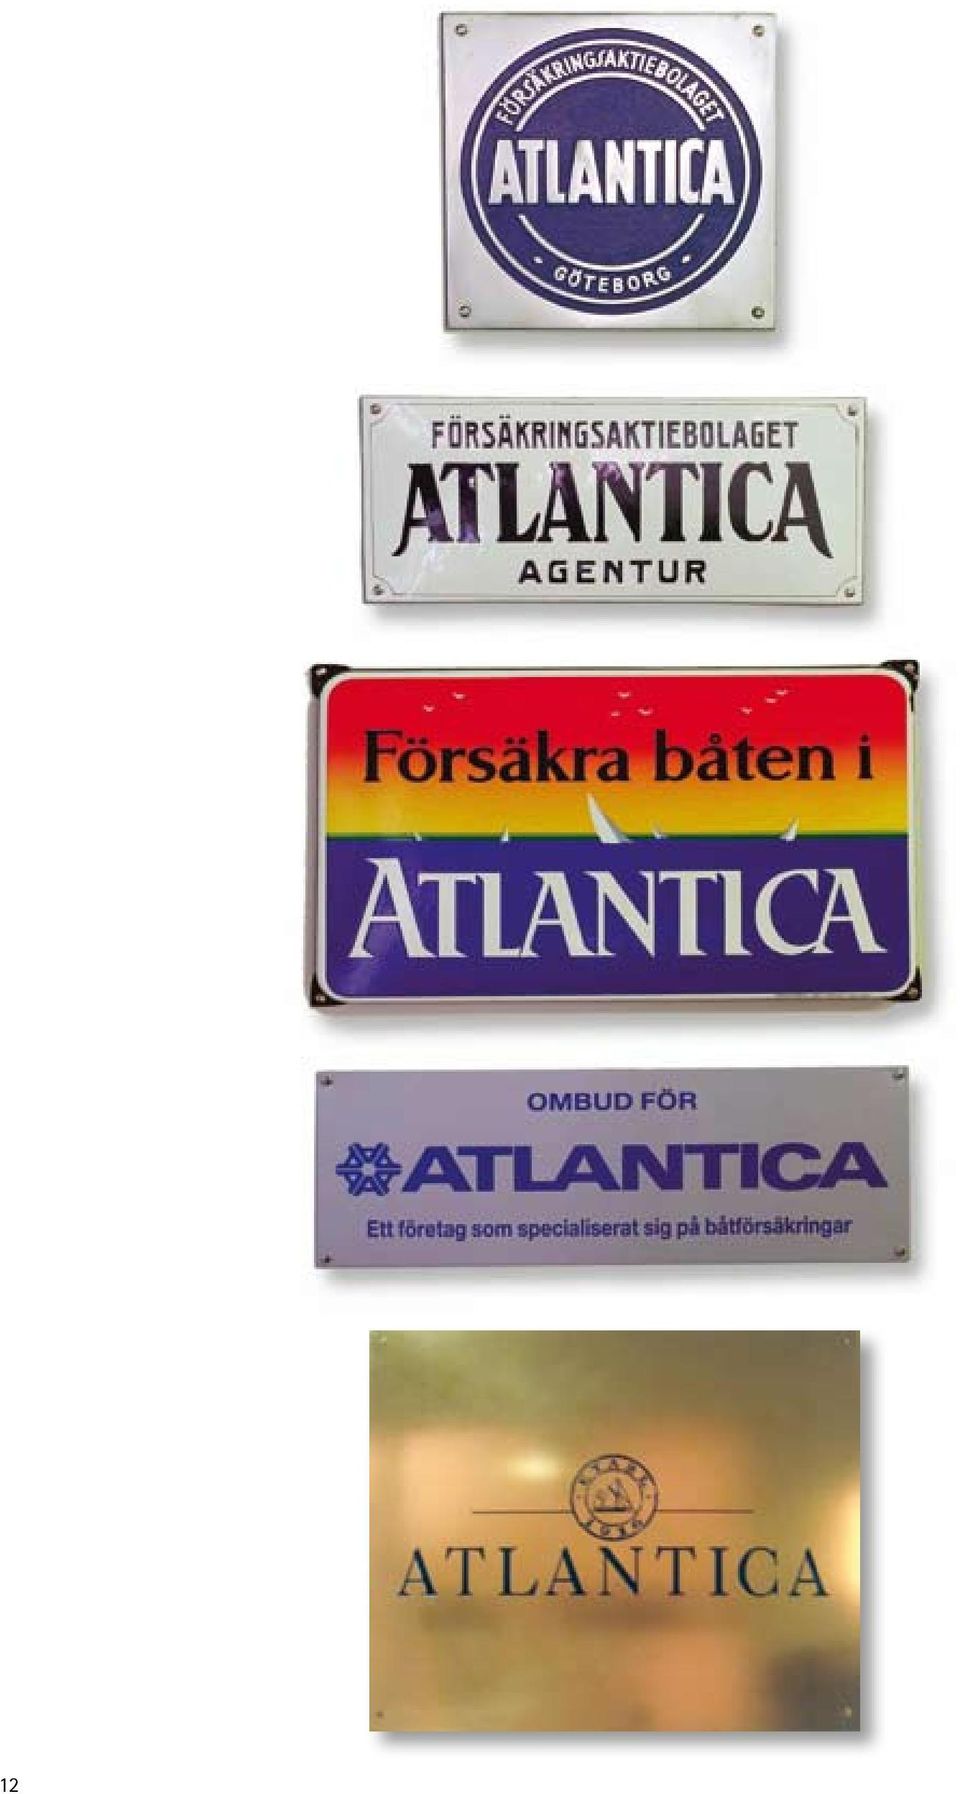 FÖRSÄKRINGSAKTIEBOLAGET
ATLANTICA
- GÖTEBORG -
FÖRSÄKRINGSAKTIEBOLAGET
ATLANTICA
AGENTUR
Försäkra båten i
ATLANTICA
OMBUD FÖR
ATLANTICA
Ett företag som specialiserat sig på båtförsäkringar
ATLANTICA
12